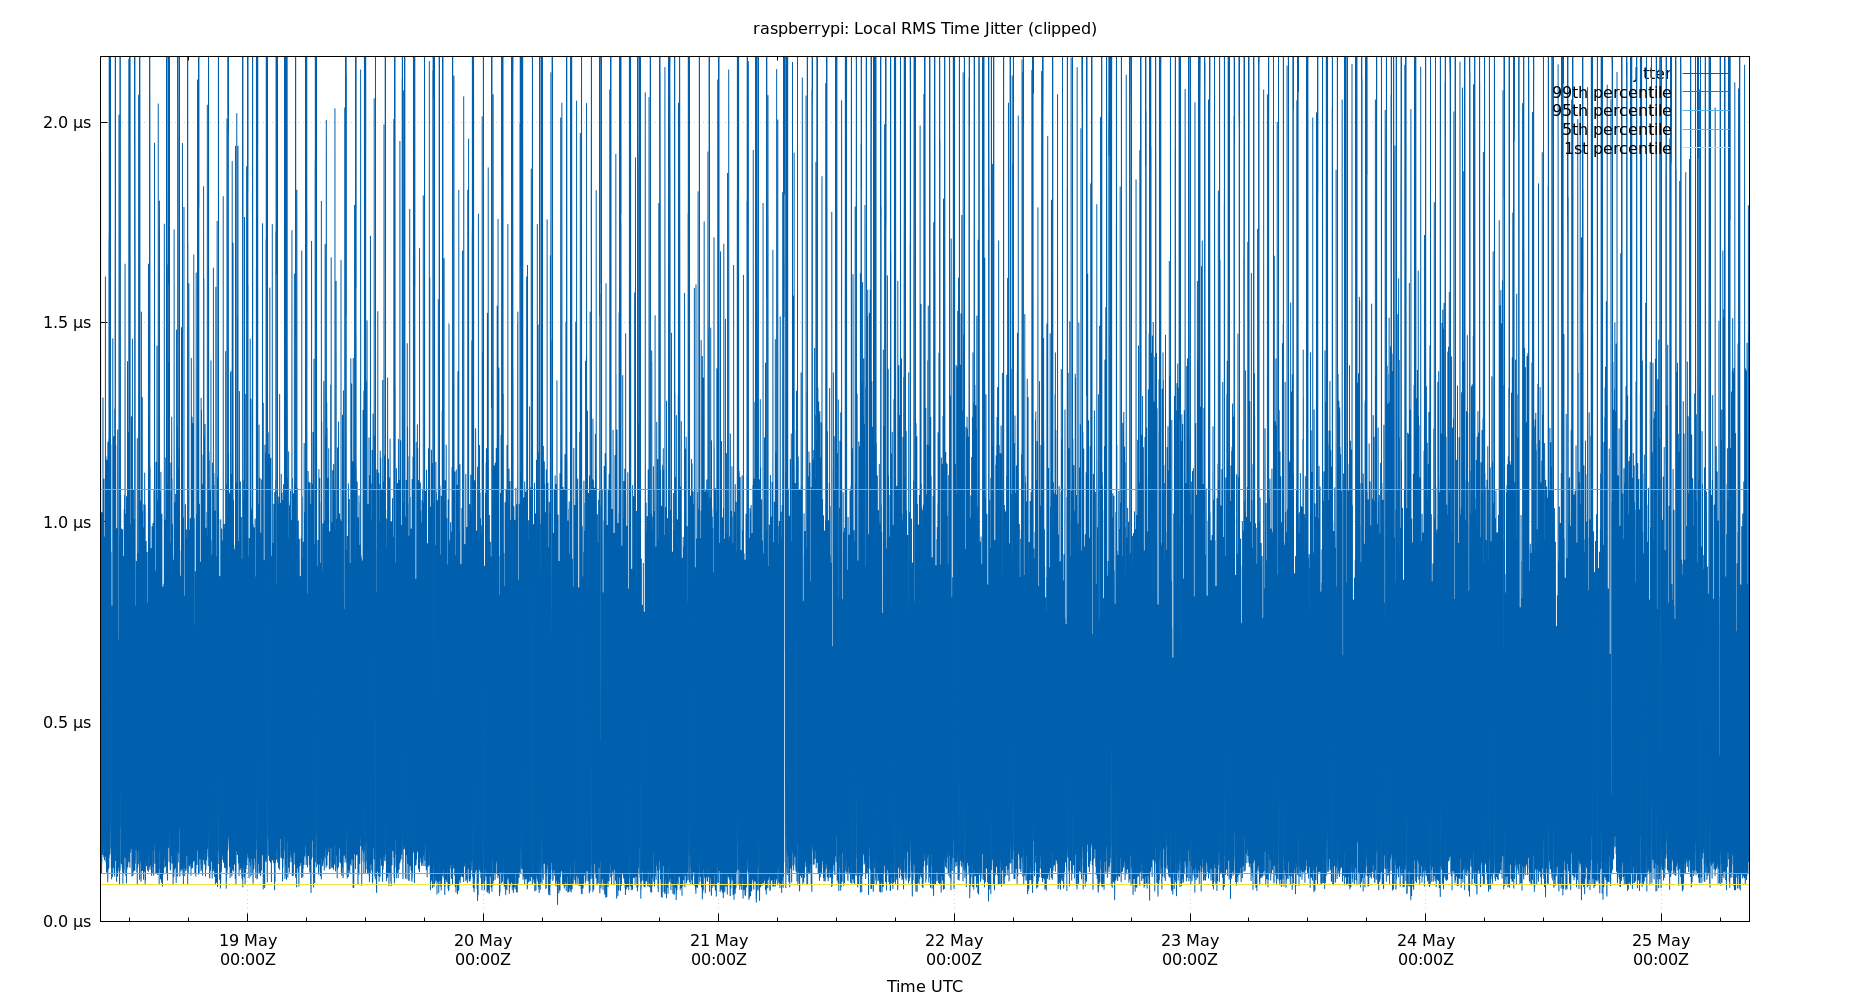 raspberrypi: Local RMS Time Jitter (clipped)
Jitter
99th percentile
95th percentile
5th percentile
1st percentile
2.0 µs
1.5 µs
1.0 µs
0.5 µs
0.0 µs
19 May 20 May 21 May 22 May 23 May 24 May 25 May
00:00Z 00:00Z 00:00Z 00:00Z 00:00Z 00:00Z 00:00Z
Time UTC